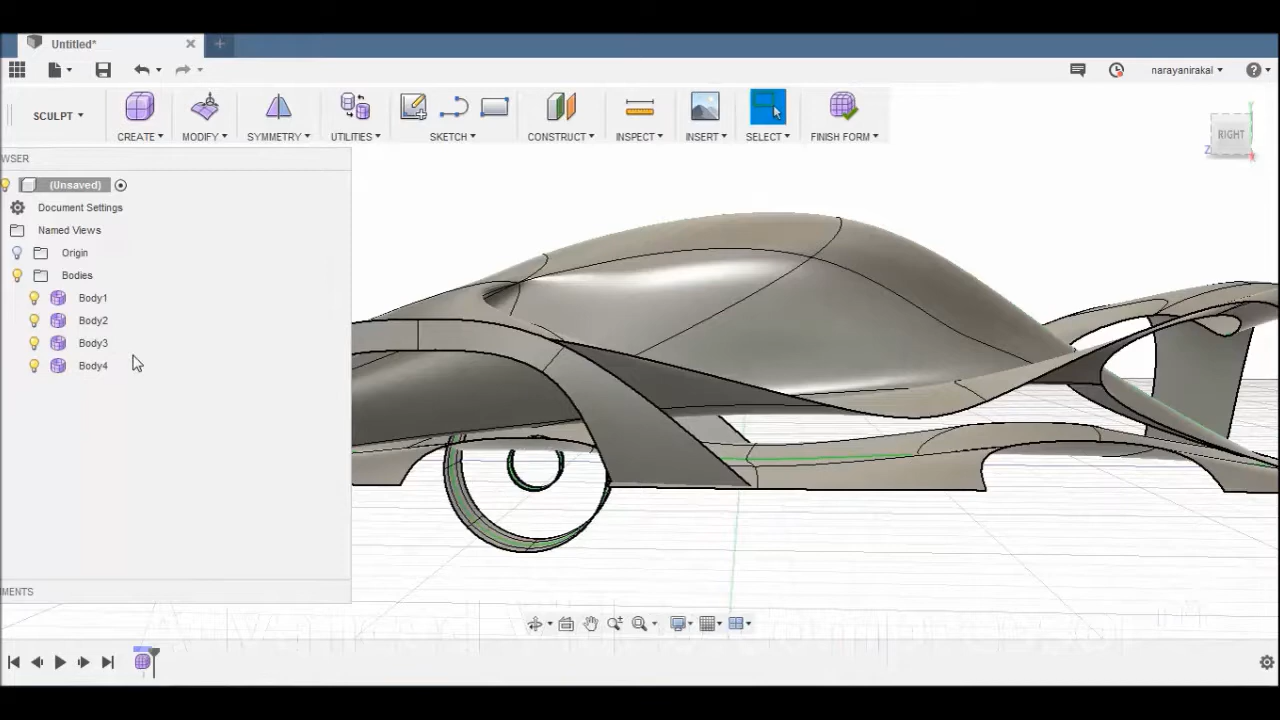 Untitled*
narayanirakal
SCULPT
CREATE
MODIFY
SYMMETRY
UTILITIES
SKETCH
CONSTRUCT
INSPECT
INSERT
SELECT
FINISH FORM
RIGHT
Y
Z
WSER
(Unsaved)
Document Settings
Named Views
Origin
Bodies
Body1
Body2
Body3
Body4
MENTS